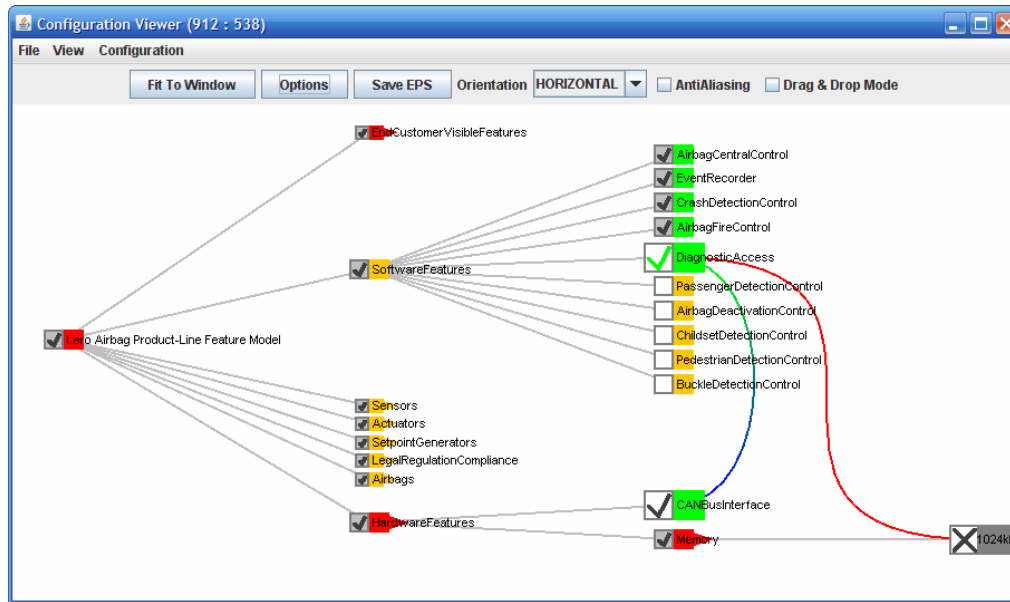 Configuration Viewer (912 : 538)
File View Configuration
Fit To Window Options Save EPS Orientation HORIZONTAL AntiAliasing Drag & Drop Mode
EndCustomerVisibleFeatures
AirbagCentralControl
EventRecorder
CrashDetectionControl
AirbagFireControl
DiagnosticAccess
SoftwareFeatures
PassengerDetectionControl
AirbagDeactivationControl
ChildsetDetectionControl
PedestrianDetectionControl
BuckleDetectionControl
Lero Airbag Product-Line Feature Model
Sensors
Actuators
SetpointGenerators
LegalRegulationCompliance
Airbags
CANBusInterface
HardwareFeatures
Memory
1024k